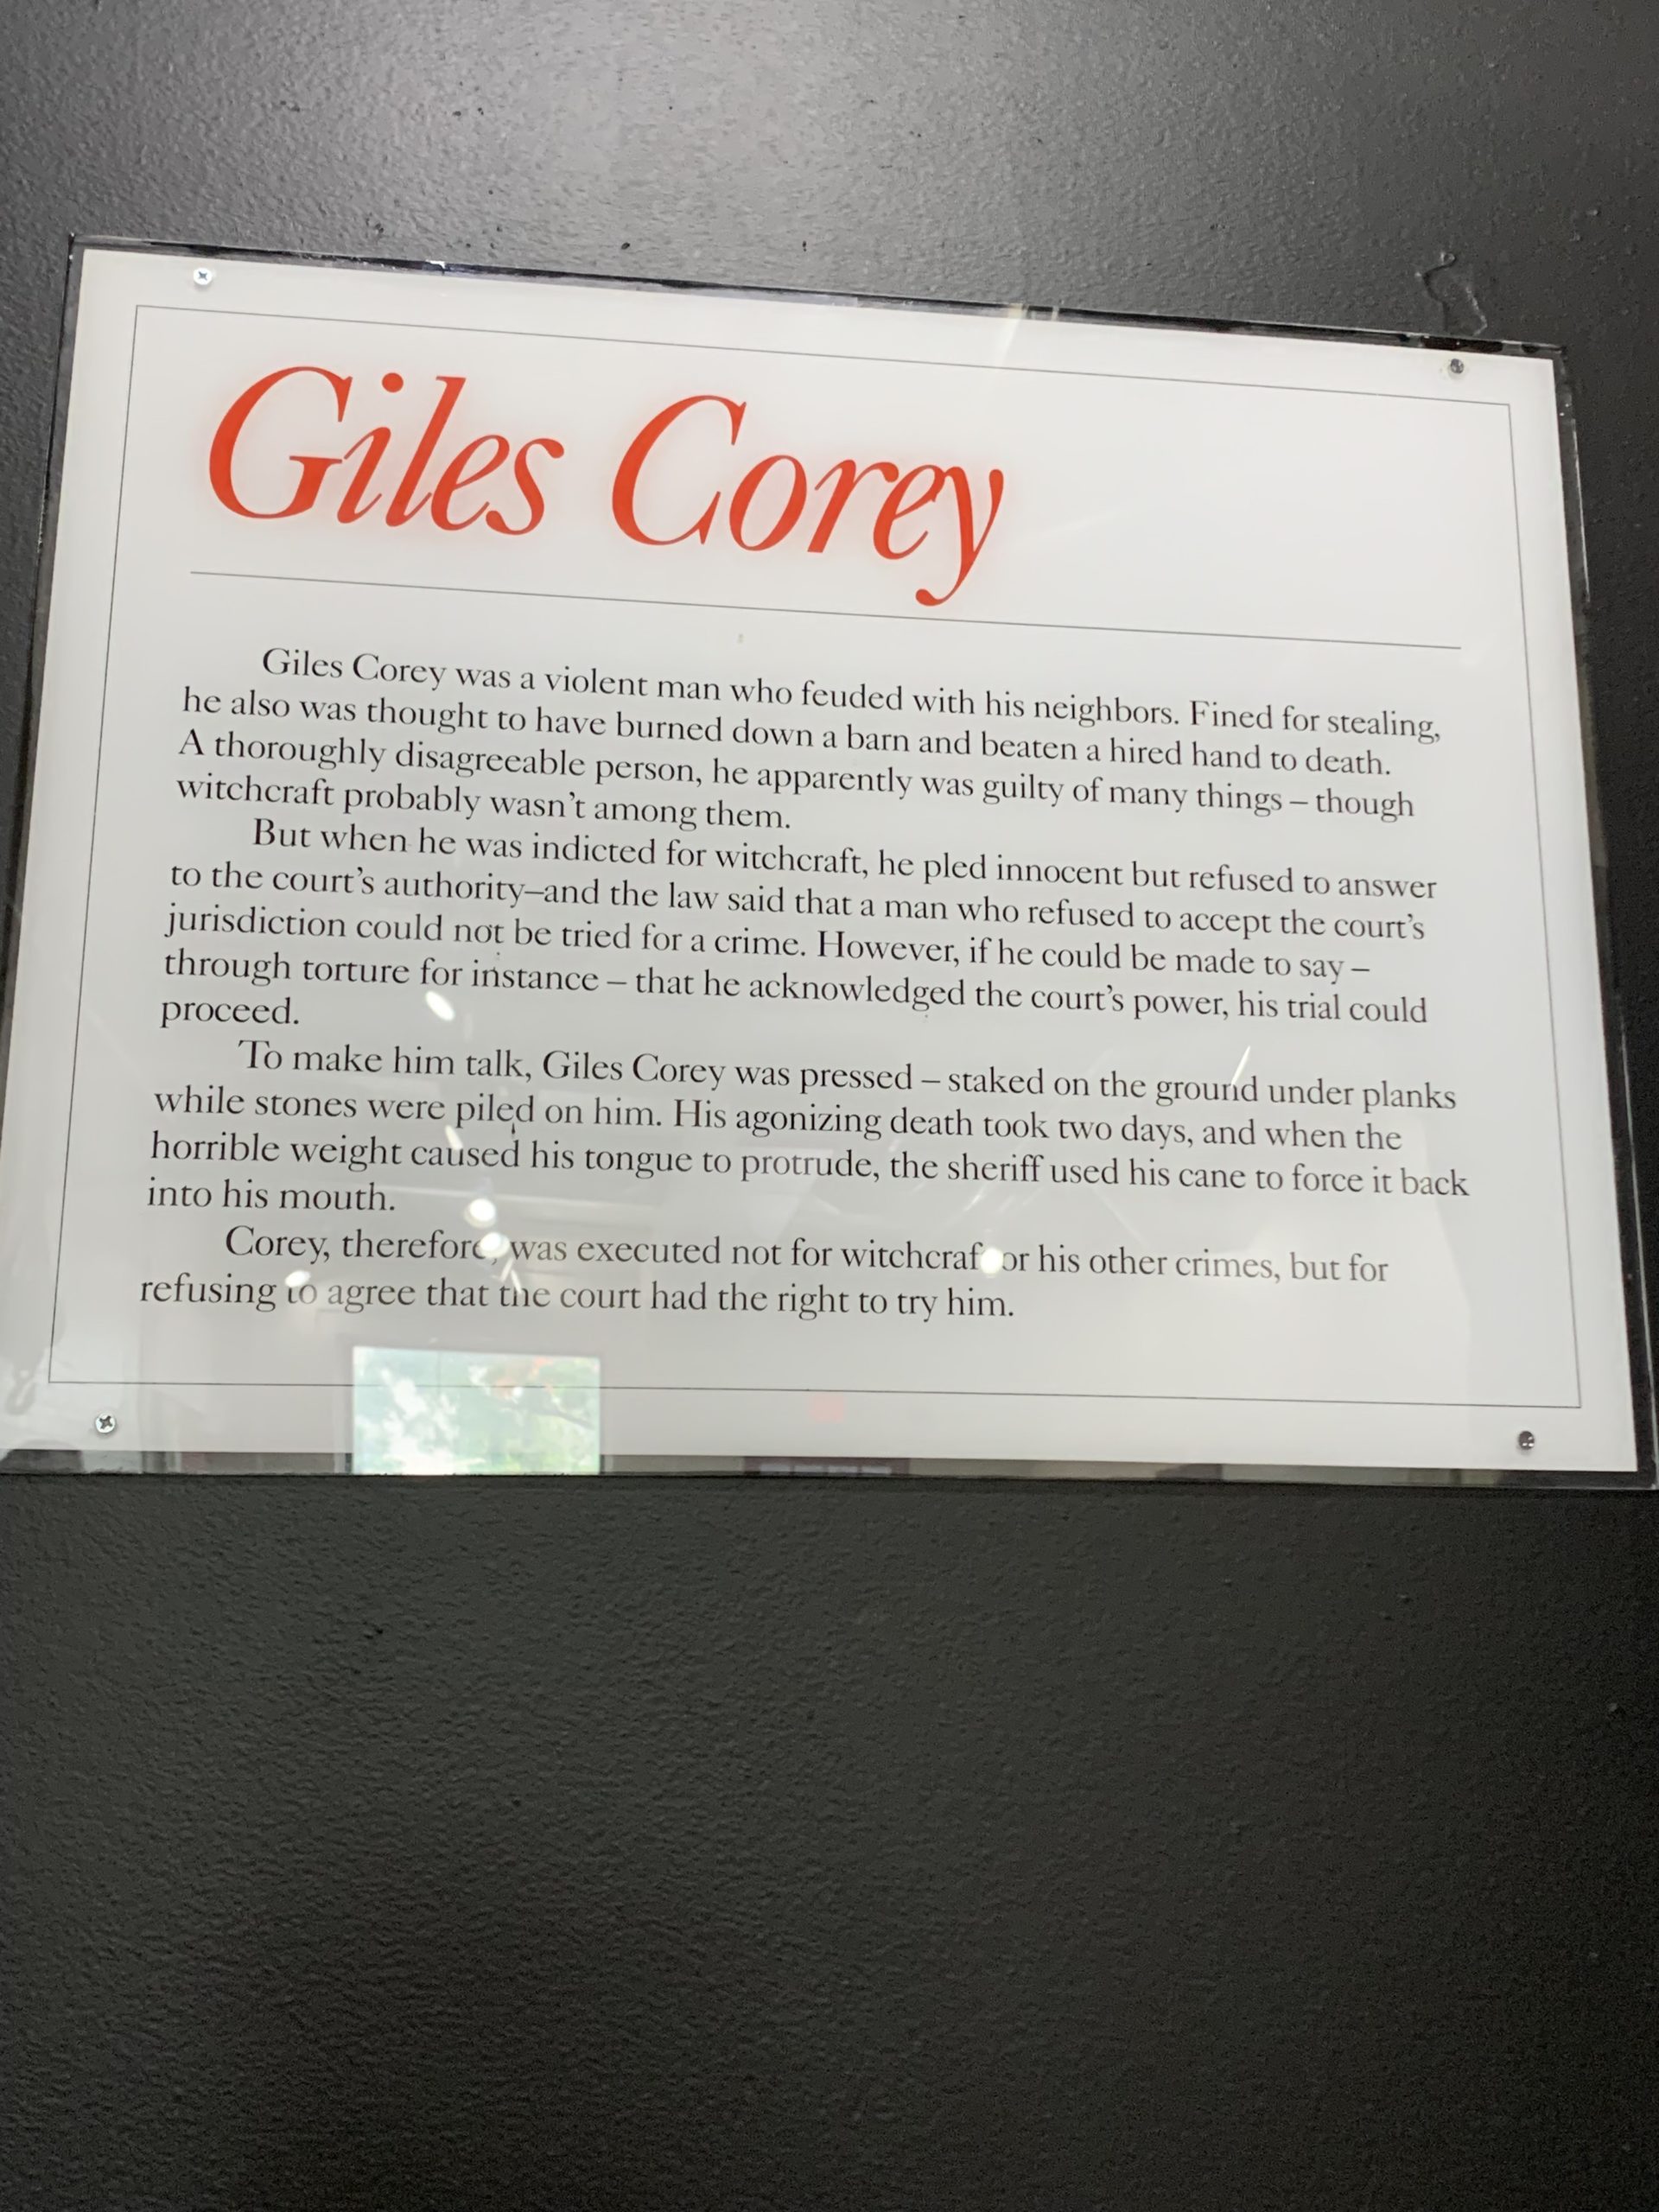 Giles Corey
Giles Corey was a violent man who feuded with his neighbors. Fined for stealing,
he also was thought to have burned down a barn and beaten a hired hand to death.
A thoroughly disagreeable person, he apparently was guilty of many things – though
witchcraft probably wasn't among them.
But when he was indicted for witchcraft, he pled innocent but refused to answer
to the court's authority–and the law said that a man who refused to accept the court's
jurisdiction could not be tried for a crime. However, if he could be made to say –
through torture for instance – that he acknowledged the court's power, his trial could
proceed.
To make him talk, Giles Corey was pressed – staked on the ground under planks
while stones were piled on him. His agonizing death took two days, and when the
horrible weight caused his tongue to protrude, the sheriff used his cane to force it back
into his mouth.
Corey, therefore, was executed not for witchcraft or his other crimes, but for
refusing to agree that the court had the right to try him.